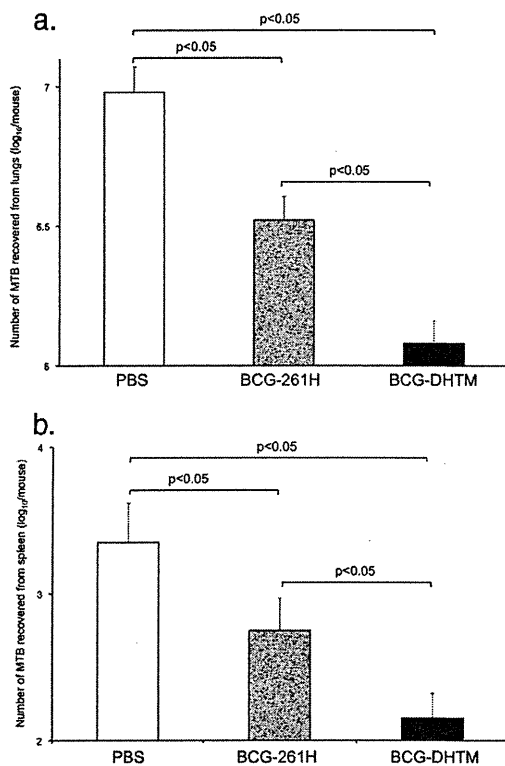 a.
p<0.05
p<0.05
p<0.05
Number of MTB recovered from lungs (log₁₀/mouse)
7
6.5
6
PBS
BCG-261H
BCG-DHTM
b.
p<0.05
p<0.05
p<0.05
Number of MTB recovered from spleen (log₁₀/mouse)
4
3
2
PBS
BCG-261H
BCG-DHTM